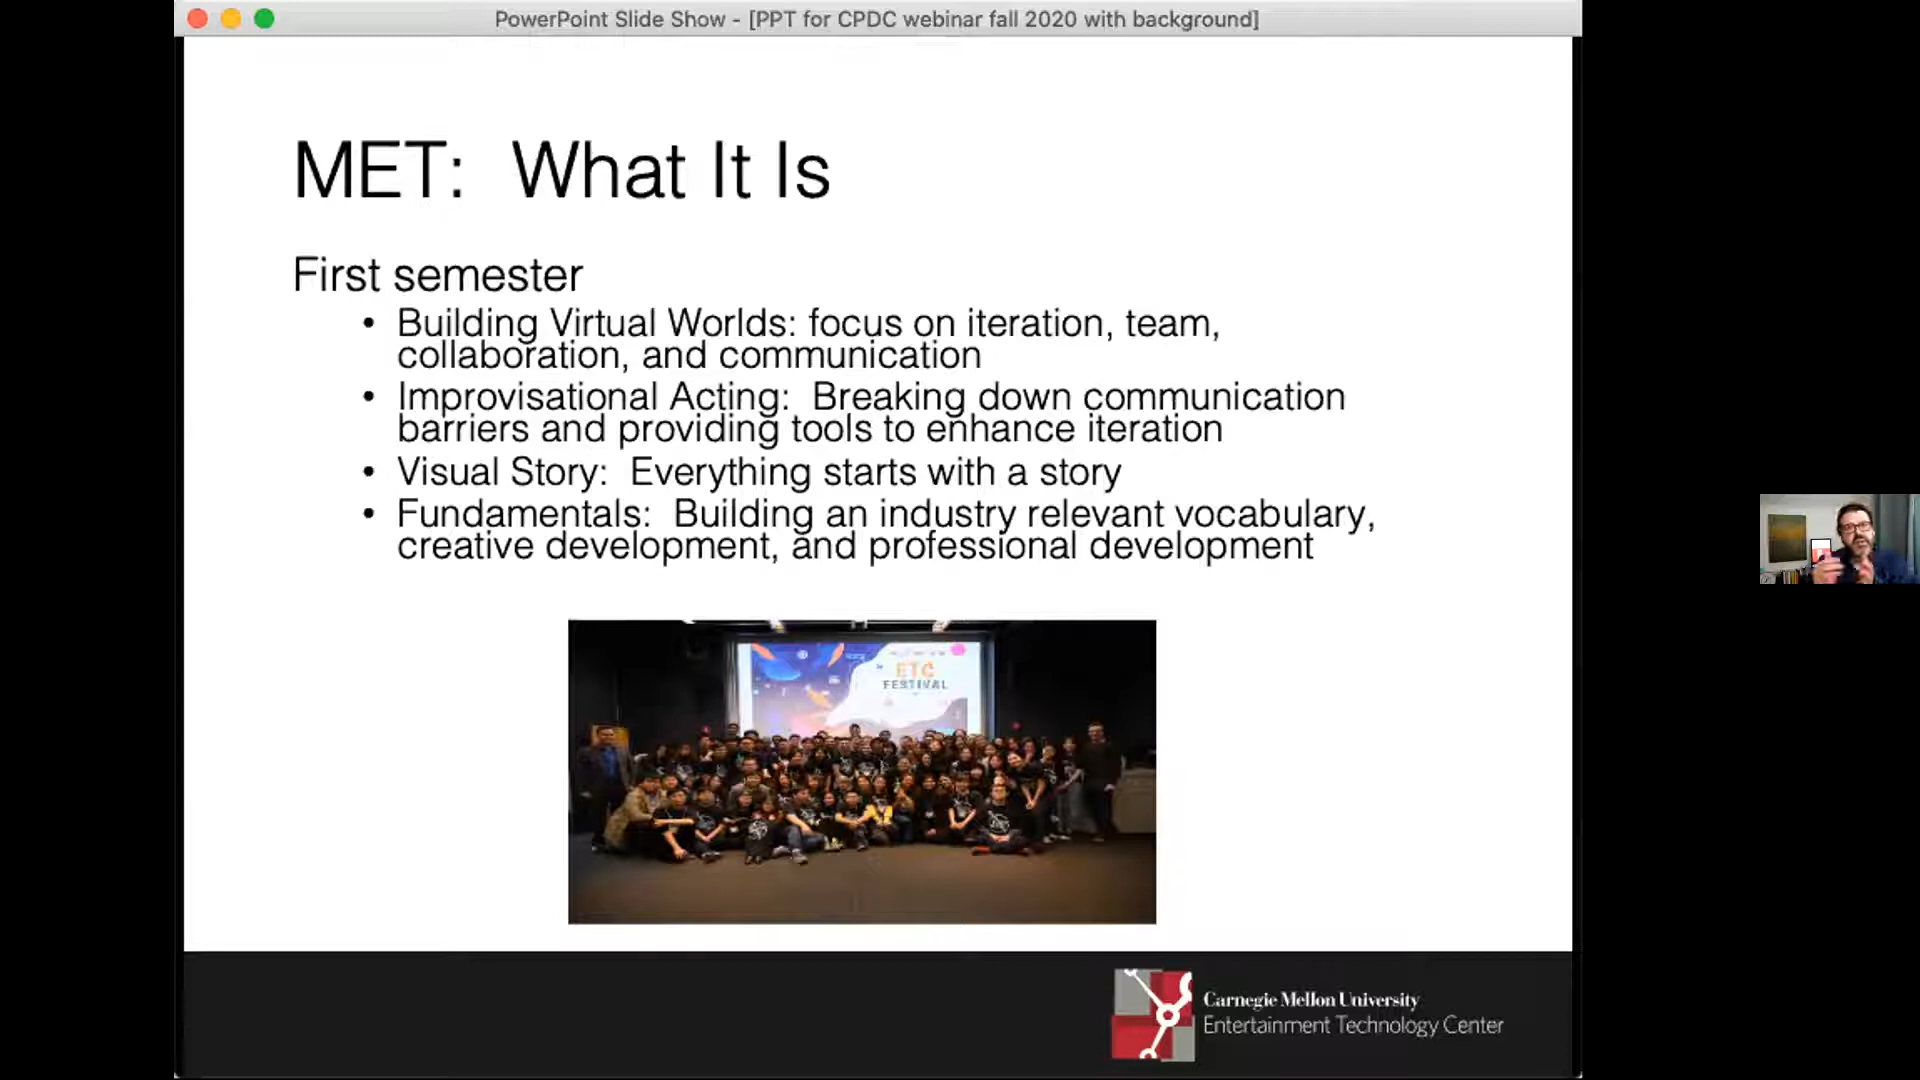 PowerPoint Slide Show - [PPT for CPDC webinar fall 2020 with background]
MET:  What It Is
First semester
• Building Virtual Worlds: focus on iteration, team,
collaboration, and communication
• Improvisational Acting:  Breaking down communication
barriers and providing tools to enhance iteration
• Visual Story:  Everything starts with a story
• Fundamentals:  Building an industry relevant vocabulary,
creative development, and professional development
ETC
FESTIVAL
Carnegie Mellon University
Entertainment Technology Center